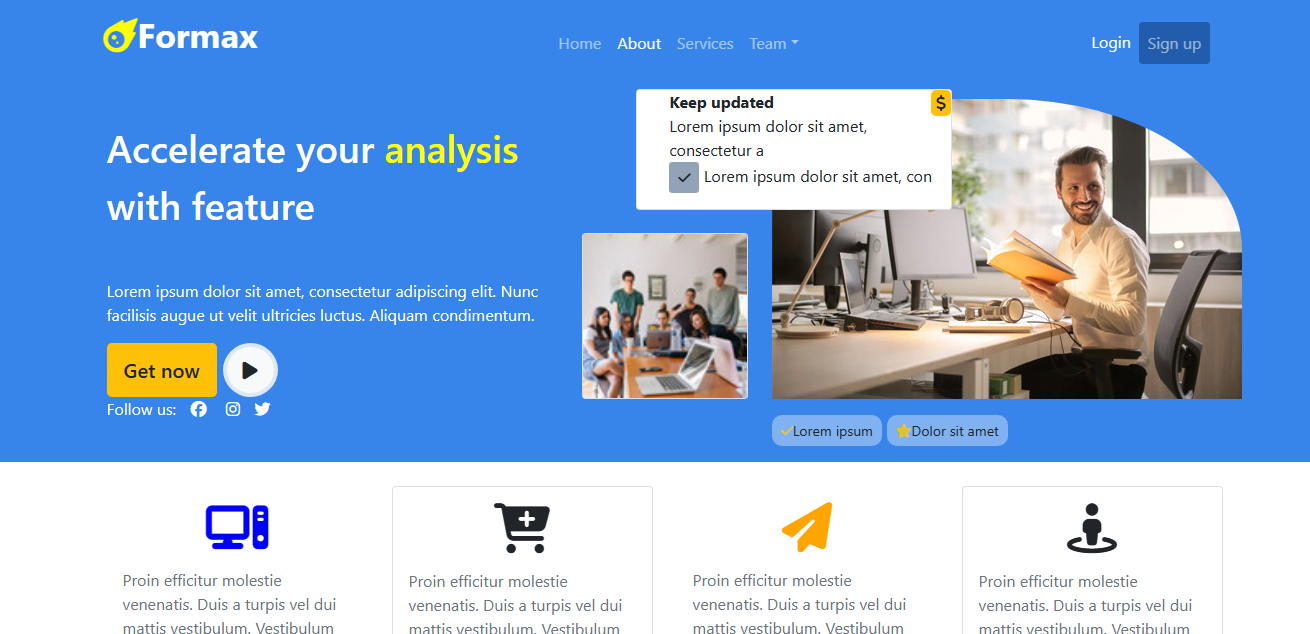 Formax
Home About Services Team
Login Sign up
Accelerate your analysis
with feature
Lorem ipsum dolor sit amet, consectetur adipiscing elit. Nunc
facilisis augue ut velit ultricies luctus. Aliquam condimentum.
Get now
Follow us:
Keep updated
$
Lorem ipsum dolor sit amet,
consectetur a
Lorem ipsum dolor sit amet, con
Lorem ipsum
Dolor sit amet
Proin efficitur molestie
venenatis. Duis a turpis vel dui
mattis vestibulum. Vestibulum
Proin efficitur molestie
venenatis. Duis a turpis vel dui
mattis vestibulum. Vestibulum
Proin efficitur molestie
venenatis. Duis a turpis vel dui
mattis vestibulum. Vestibulum
Proin efficitur molestie
venenatis. Duis a turpis vel dui
mattis vestibulum. Vestibulum